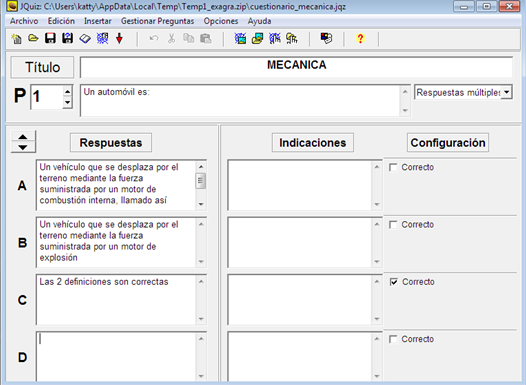 JQuiz: C:\Users\katty\AppData\Local\Temp\Temp1_exagra.zip\cuestionario_mecanica.jqz
Archivo Edición Insertar Gestionar Preguntas Opciones Ayuda
Título MECANICA
P 1 Un automóvil es: Respuestas múltiples
Respuestas Indicaciones Configuración
A
Un vehículo que se desplaza por el
terreno mediante la fuerza
suministrada por un motor de
combustión interna, llamado así
Correcto
B
Un vehículo que se desplaza por el
terreno mediante la fuerza
suministrada por un motor de
explosión
Correcto
C
Las 2 definiciones son correctas
Correcto
D
Correcto